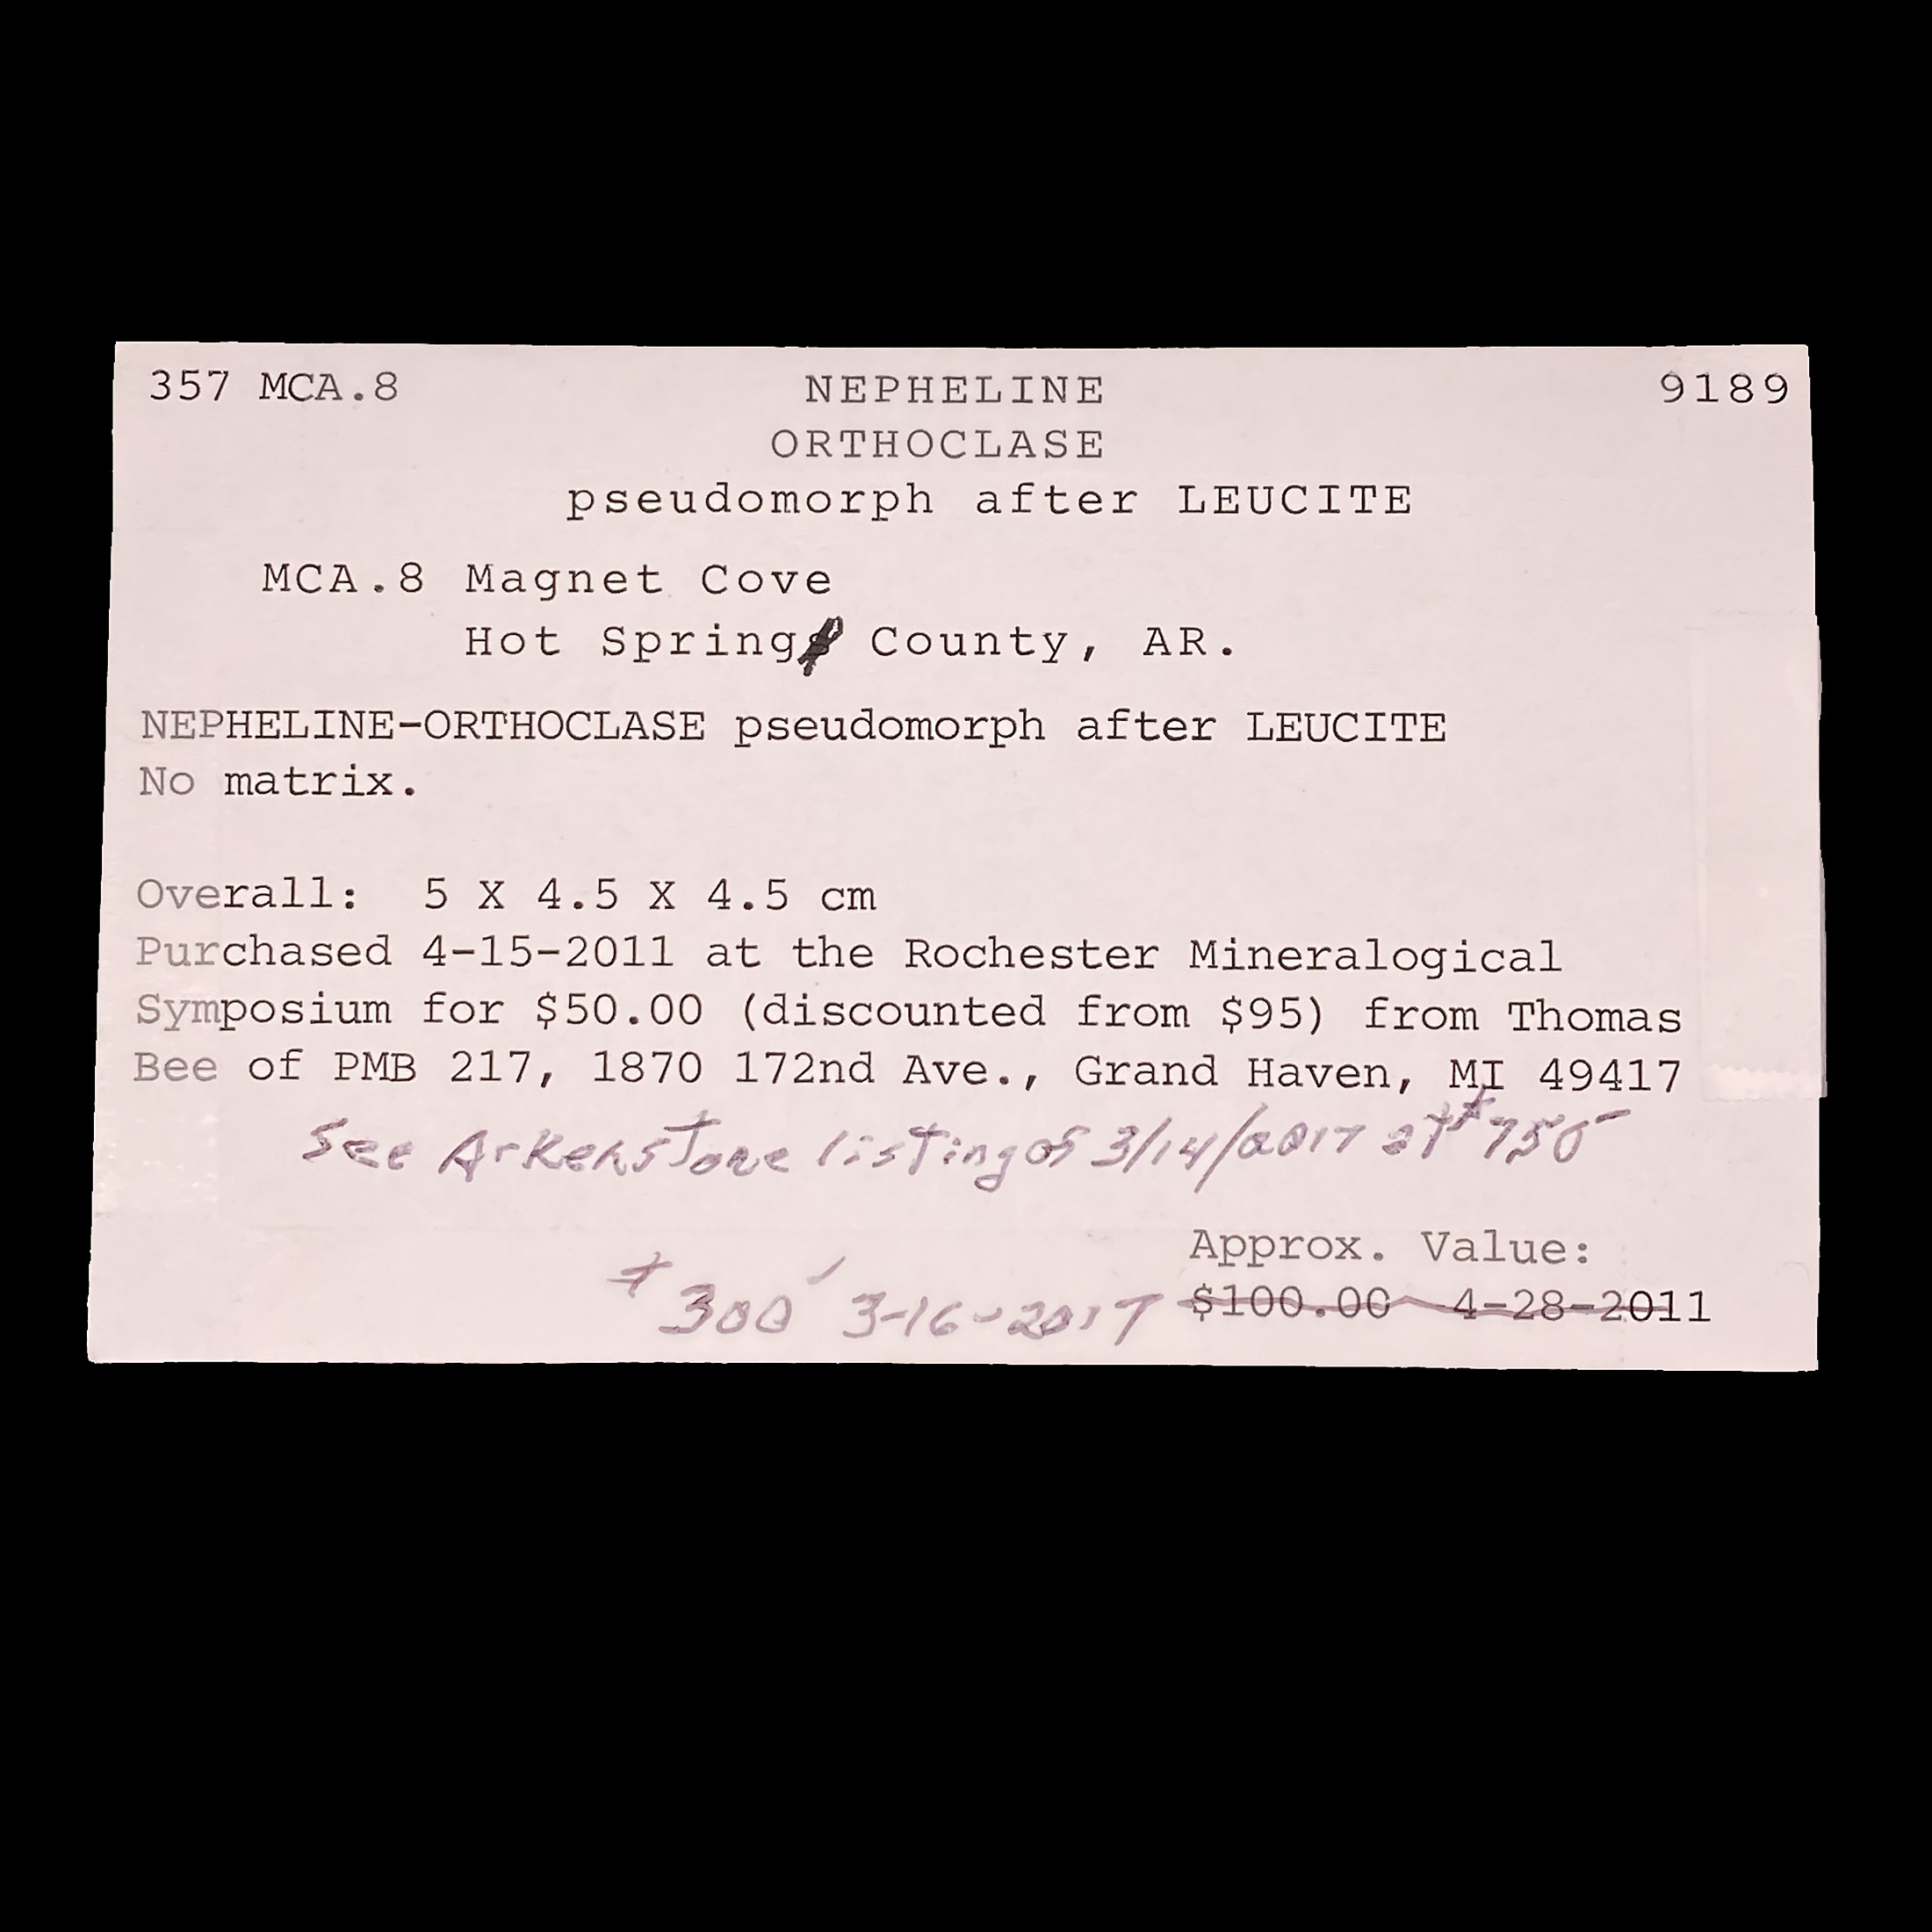 357 MCA.8 NEPHELINE 9189
ORTHOCLASE
pseudomorph after LEUCITE
MCA.8 Magnet Cove
Hot Spring County, AR.
NEPHELINE-ORTHOCLASE pseudomorph after LEUCITE
No matrix.
Overall: 5 X 4.5 X 4.5 cm
Purchased 4-15-2011 at the Rochester Mineralogical
Symposium for $50.00 (discounted from $95) from Thomas
Bee of PMB 217, 1870 172nd Ave., Grand Haven, MI 49417
See Arkenstone listing of 3/14/2017 at $750-
Approx. Value:
$300 3-16-2017 $100.00 4-28-2011